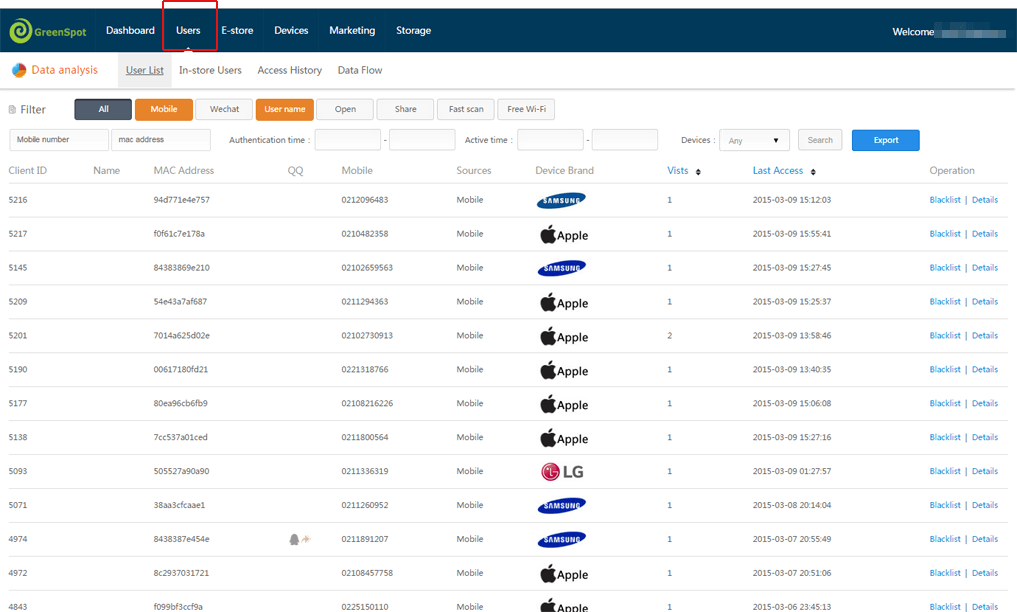 GreenSpot Dashboard Users E-store Devices Marketing Storage Welcome
Data analysis User List In-store Users Access History Data Flow
Filter All Mobile Wechat User name Open Share Fast scan Free Wi-Fi
Mobile number mac address Authentication time : - Active time : - Devices : Any Search Export
Client ID Name MAC Address QQ Mobile Sources Device Brand Vists Last Access Operation
5216 94d771e4e757 0212096483 Mobile SAMSUNG 1 2015-03-09 15:12:03 Blacklist | Details
5217 f0f61c7e178a 0210482358 Mobile Apple 1 2015-03-09 15:55:41 Blacklist | Details
5145 84383869e210 02102659563 Mobile SAMSUNG 1 2015-03-09 15:27:45 Blacklist | Details
5209 54e43a7af687 0211294363 Mobile Apple 1 2015-03-09 15:25:37 Blacklist | Details
5201 7014a625d02e 02102730913 Mobile Apple 2 2015-03-09 13:58:46 Blacklist | Details
5190 00617180fd21 0221318766 Mobile Apple 1 2015-03-09 13:40:35 Blacklist | Details
5177 80ea96cb6fb9 02108216226 Mobile Apple 1 2015-03-09 15:06:08 Blacklist | Details
5138 7cc537a01ced 0211800564 Mobile Apple 1 2015-03-09 15:27:16 Blacklist | Details
5093 505527a90a90 0211336319 Mobile LG 1 2015-03-09 01:27:57 Blacklist | Details
5071 38aa3cfcaae1 0211260952 Mobile SAMSUNG 1 2015-03-08 20:14:04 Blacklist | Details
4974 8438387e454e 0211891207 Mobile SAMSUNG 1 2015-03-07 20:55:49 Blacklist | Details
4972 8c2937031721 02108457758 Mobile Apple 1 2015-03-07 20:51:06 Blacklist | Details
4843 f099bf3ccf9a 0225150110 Mobile Apple 1 2015-03-06 23:45:13 Blacklist | Details